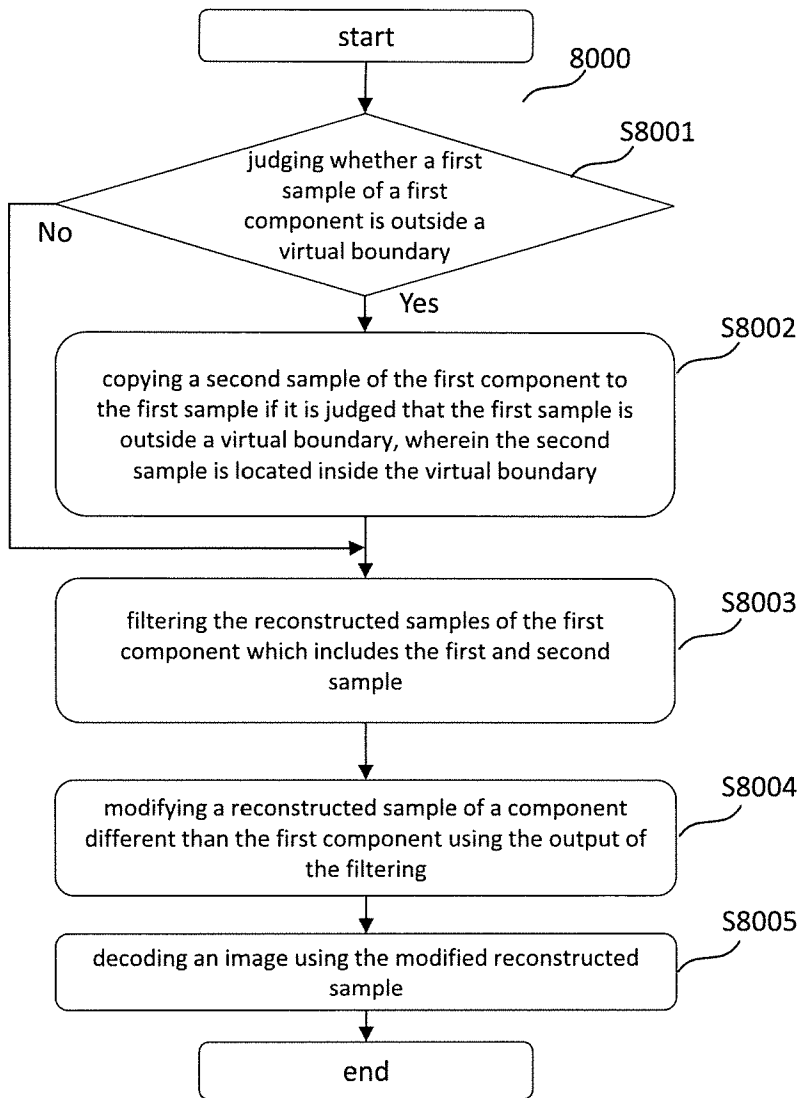 start
8000
S8001
judging whether a first
sample of a first
component is outside a
virtual boundary
No
Yes
S8002
copying a second sample of the first component to
the first sample if it is judged that the first sample is
outside a virtual boundary, wherein the second
sample is located inside the virtual boundary
S8003
filtering the reconstructed samples of the first
component which includes the first and second
sample
S8004
modifying a reconstructed sample of a component
different than the first component using the output of
the filtering
S8005
decoding an image using the modified reconstructed
sample
end